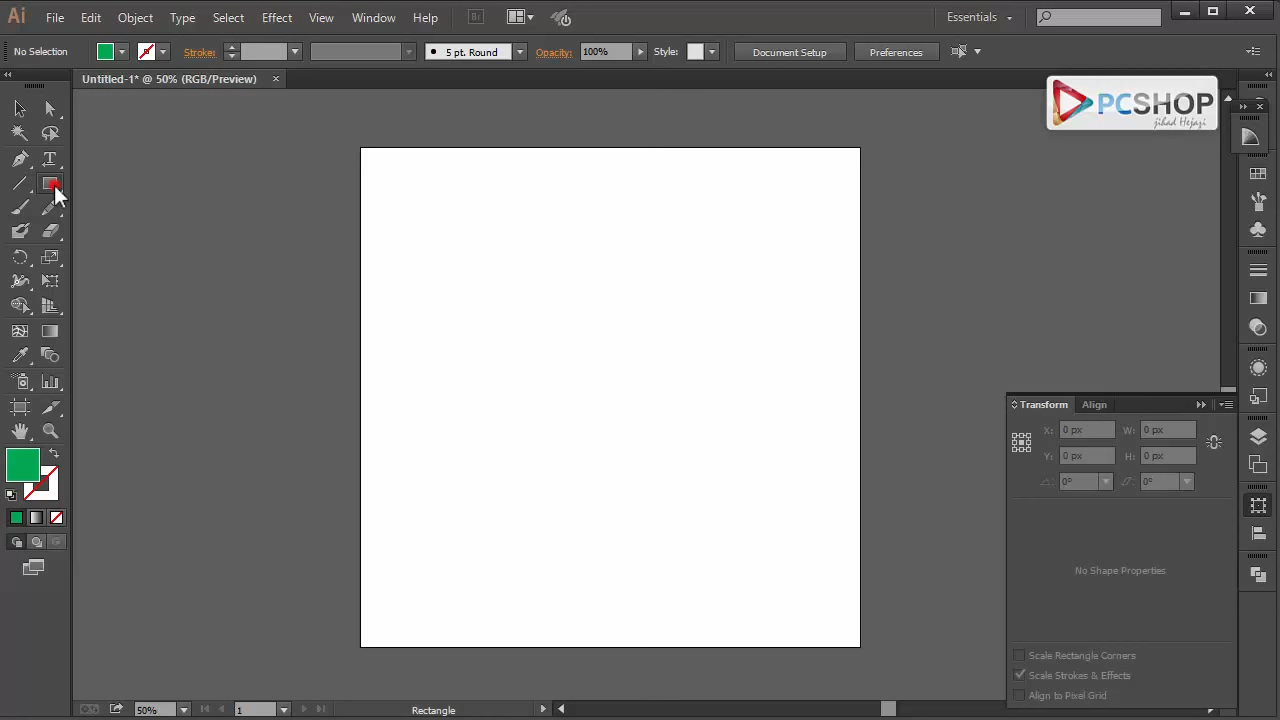 Ai File Edit Object Type Select Effect View Window Help Br Essentials
No Selection Stroke: 5 pt. Round Opacity: 100% Style: Document Setup Preferences
Untitled-1* @ 50% (RGB/Preview)
PCSHOP
jihad Hejazi
Transform Align
X: 0 px W: 0 px
Y: 0 px H: 0 px
0° 0°
No Shape Properties
Scale Rectangle Corners
Scale Strokes & Effects
Align to Pixel Grid
50% 1 Rectangle